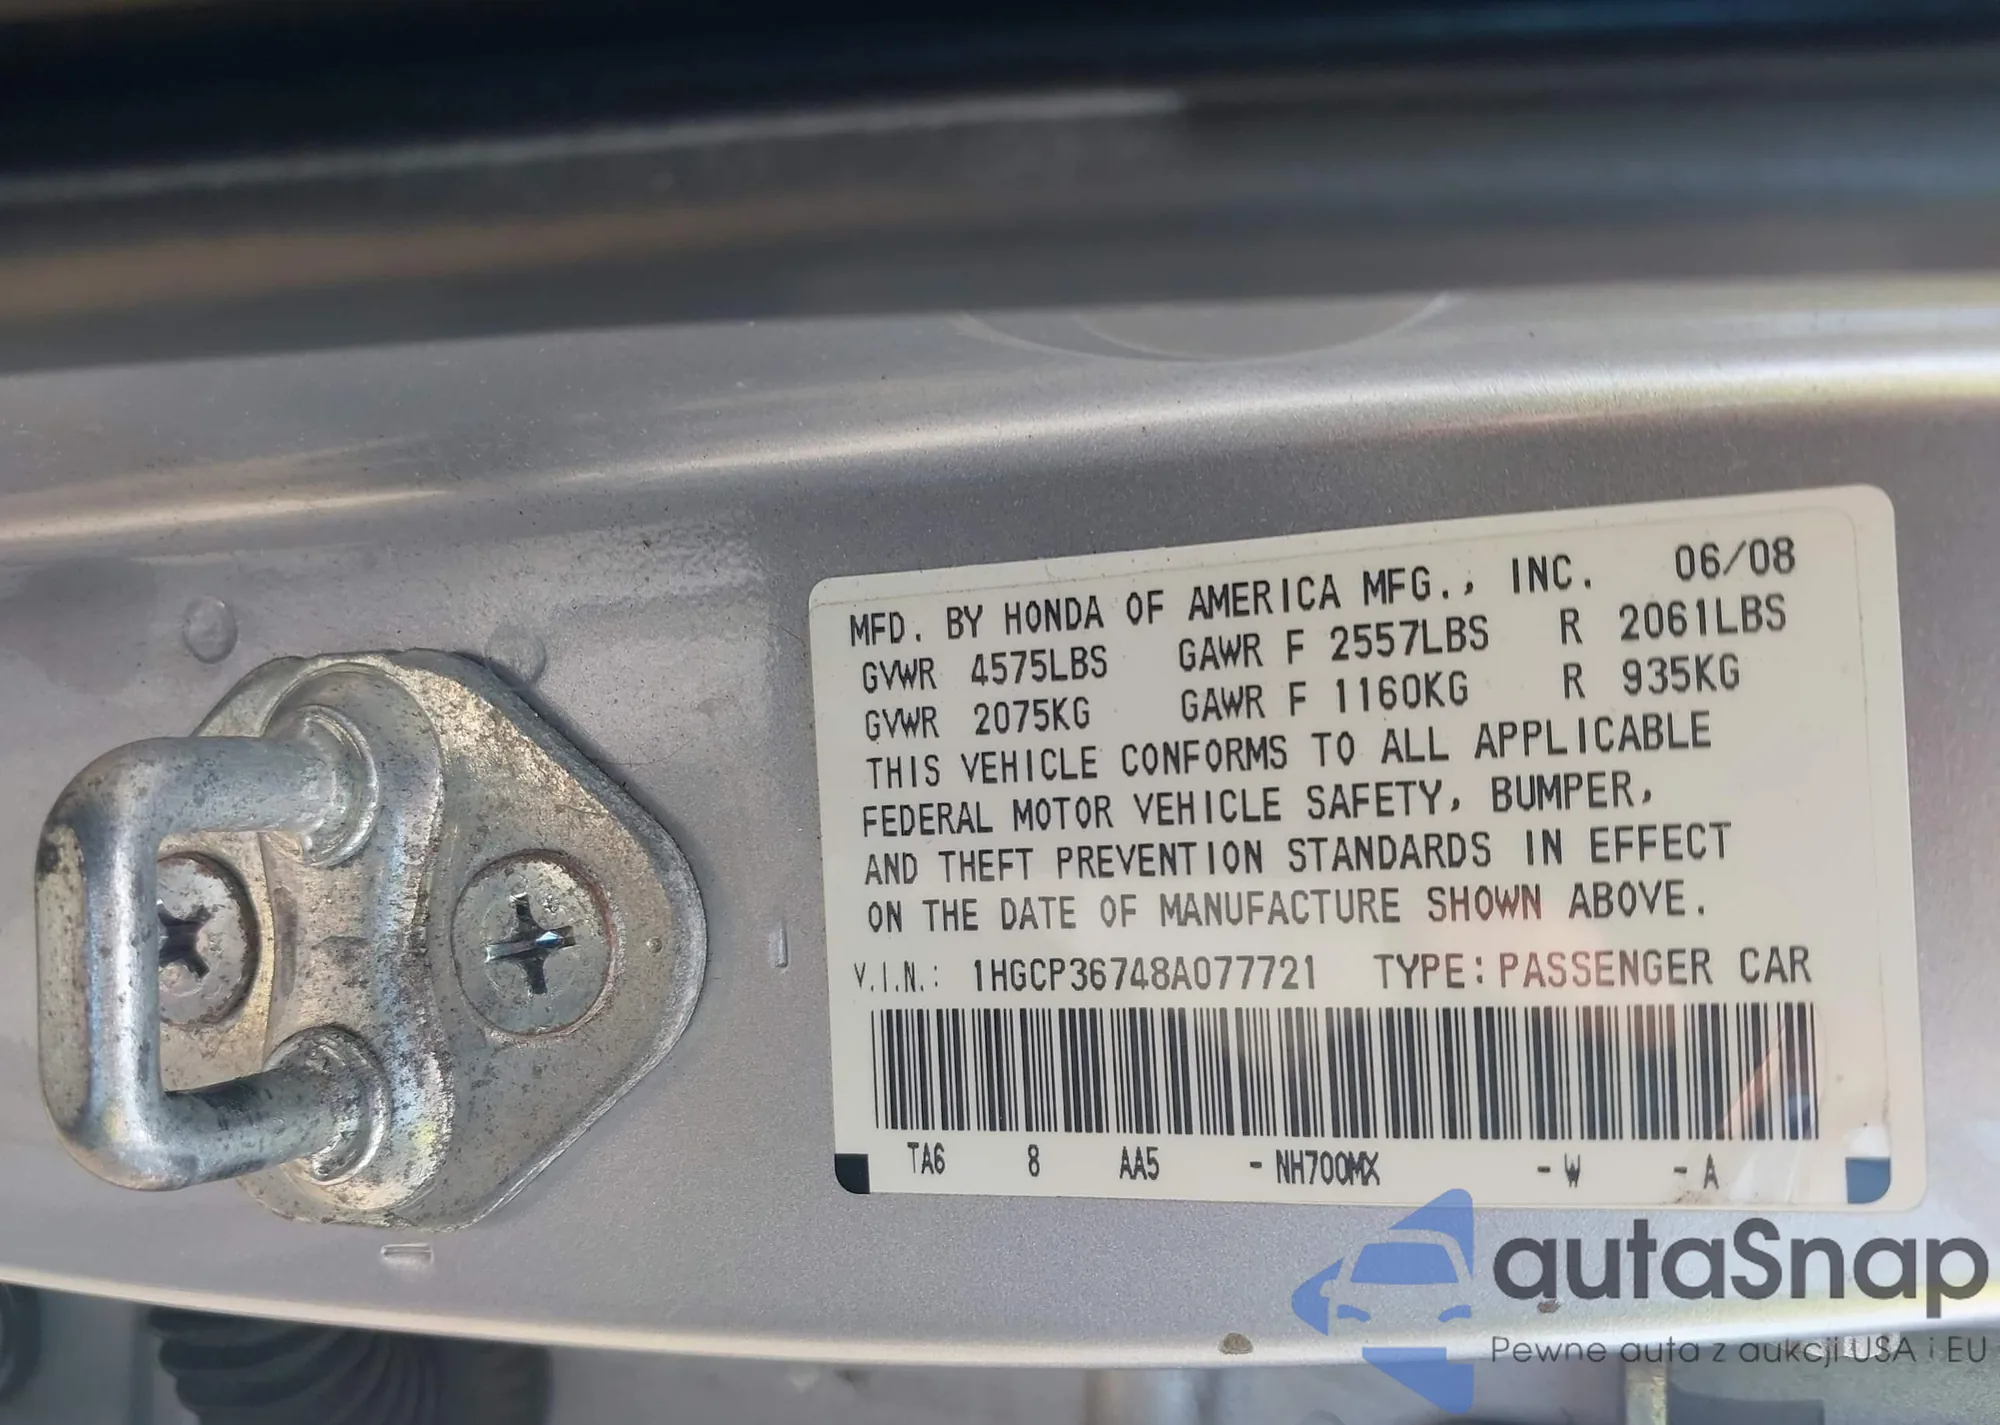 MFD. BY HONDA OF AMERICA MFG., INC. 06/08
GVWR 4575LBS GAWR F 2557LBS R 2061LBS
GVWR 2075KG GAWR F 1160KG R 935KG
THIS VEHICLE CONFORMS TO ALL APPLICABLE
FEDERAL MOTOR VEHICLE SAFETY, BUMPER,
AND THEFT PREVENTION STANDARDS IN EFFECT
ON THE DATE OF MANUFACTURE SHOWN ABOVE.
V.I.N.: 1HGCP36748A077721 TYPE: PASSENGER CAR
TA6 8 AA5 -NH700MX -W -A
autaSnap
Pewne auta z aukcji USA i EU